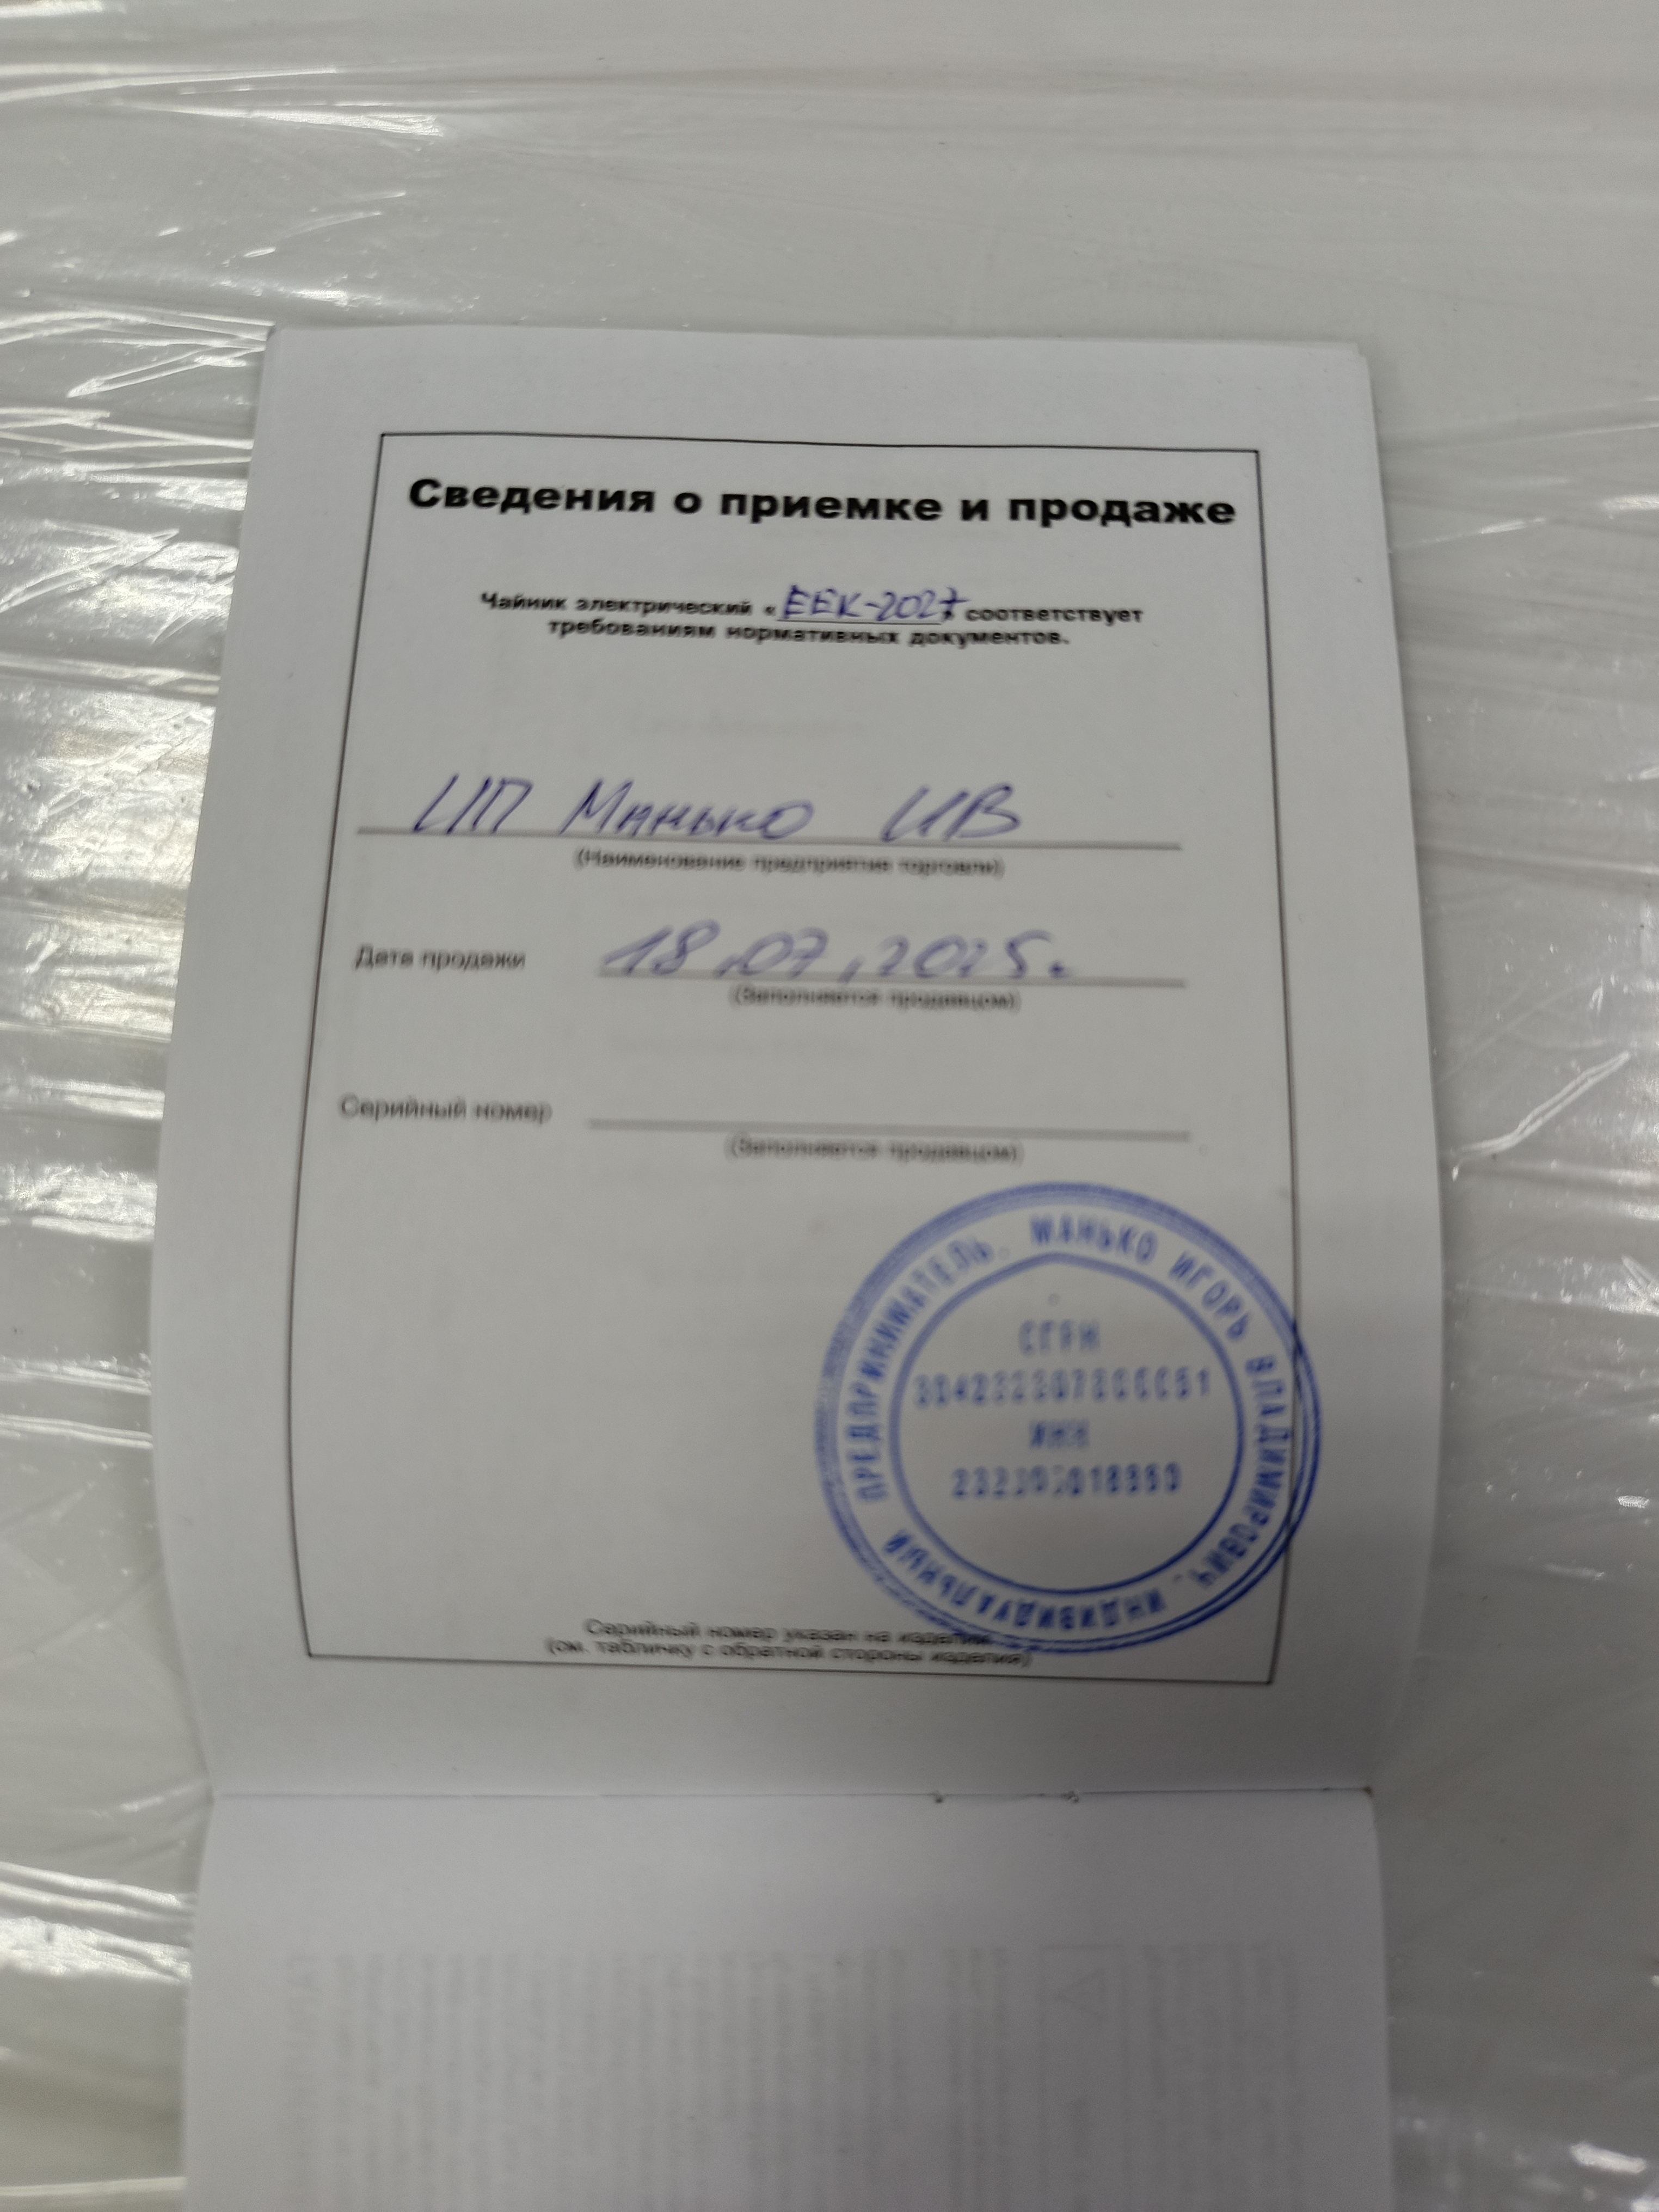 Сведения о приемке и продаже
Чайник электрический «ЕЕК-2027» соответствует
требованиям нормативных документов.
ИП Манько ИВ
(Наименование предприятия торговли)
Дата продажи 18.07.2025.
(Заполняется продавцом)
Серийный номер
(Заполняется продавцом)
ИНДИВИДУАЛЬНЫЙ ПРЕДПРИНИМАТЕЛЬ. МАНЬКО ИГОРЬ ВЛАДИМИРОВИЧ.
ИНН
Серийный номер указан на изделии
(см. табличку с обратной стороны изделия)